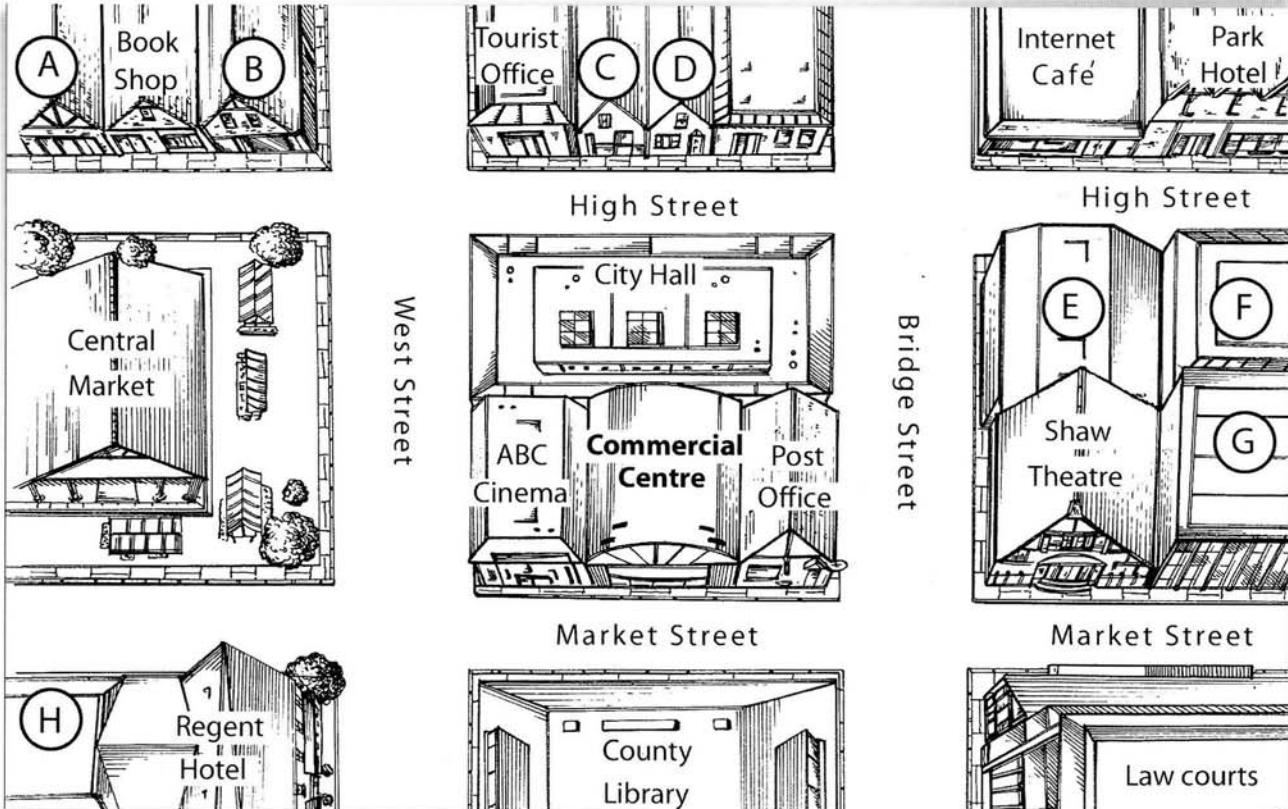 A
Book
Shop
B
Tourist
Office
C
D
Internet
Café
Park
Hotel
High Street
High Street
Central
Market
West Street
City Hall
ABC
Cinema
Commercial
Centre
Post
Office
Bridge Street
E
F
Shaw
Theatre
G
Market Street
Market Street
H
Regent
Hotel
County
Library
Law courts